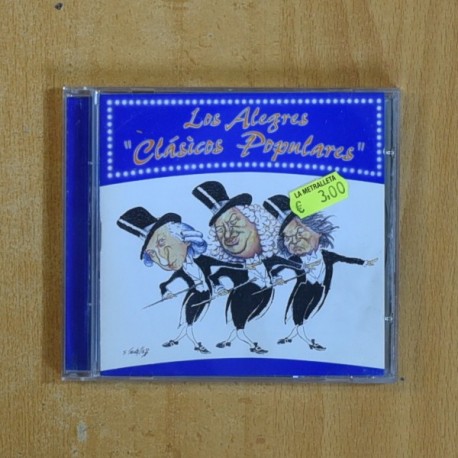 Los Alegres
"Clásicos Populares"
LA METRALLETA
€ 3,00